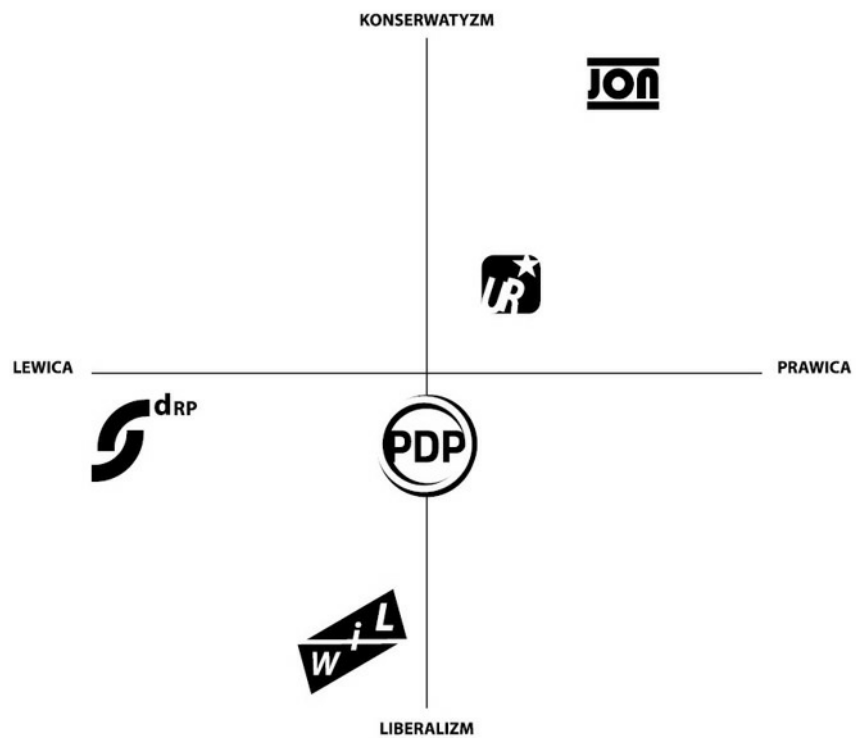 KONSERWATYZM
JON
UR
LEWICA
PRAWICA
S dRP
PDP
WiL
LIBERALIZM